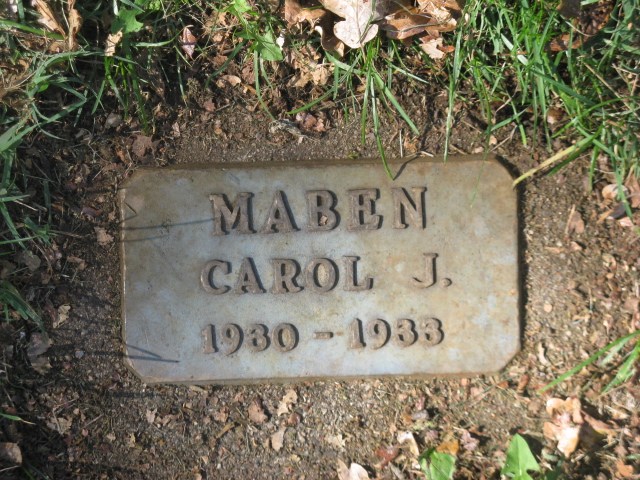 MABEN
CAROL J.
1930 - 1933